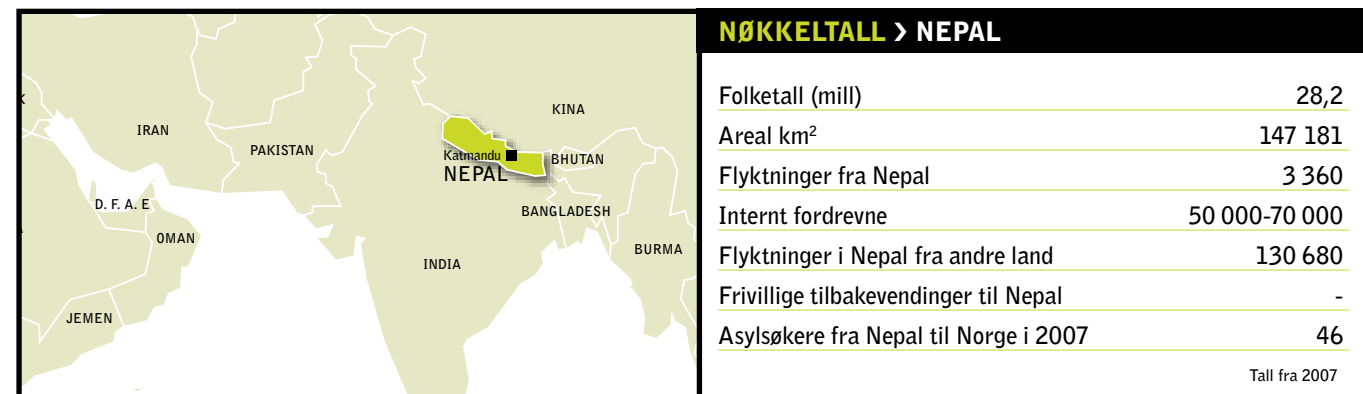 K
IRAN
PAKISTAN
KINA
Katmandu
NEPAL
BHUTAN
D. F. A. E
OMAN
BANGLADESH
INDIA
BURMA
JEMEN
NØKKELTALL > NEPAL
Folketall (mill) 28,2
Areal km² 147 181
Flyktninger fra Nepal 3 360
Internt fordrevne 50 000-70 000
Flyktninger i Nepal fra andre land 130 680
Frivillige tilbakevendinger til Nepal -
Asylsøkere fra Nepal til Norge i 2007 46
Tall fra 2007